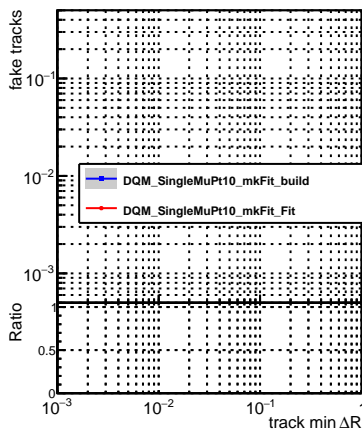 fake tracks
10⁻¹
10⁻²
10⁻³
DQM_SingleMuPt10_mkFit_build
DQM_SingleMuPt10_mkFit_Fit
Ratio
1
0.5
0
10⁻³
10⁻²
10⁻¹
1
track min ΔR